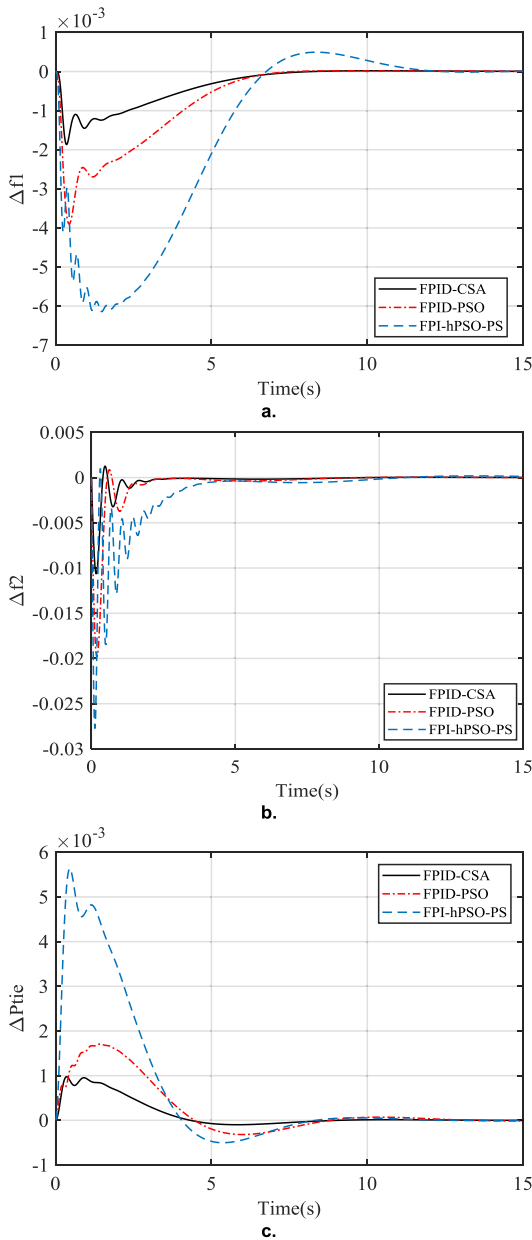 ×10⁻³
0
-1
-2
-3
-4
-5
-6
-7
Δf1
FPID-CSA
FPID-PSO
FPI-hPSO-PS
0 5 10 15
Time(s)
a.
0.005
0
-0.005
-0.01
-0.015
-0.02
-0.025
-0.03
Δf2
FPID-CSA
FPID-PSO
FPI-hPSO-PS
0 5 10 15
Time(s)
b.
×10⁻³
6
5
4
3
2
1
0
-1
ΔPtie
FPID-CSA
FPID-PSO
FPI-hPSO-PS
0 5 10 15
Time(s)
c.